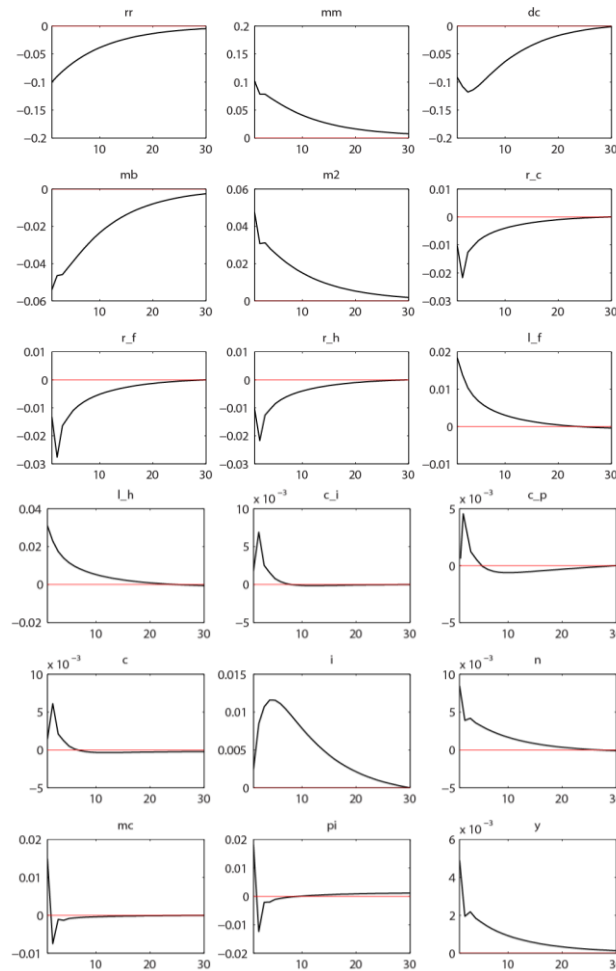 rr mm dc
0 0.2 0
−0.05 0.15 −0.05
−0.1 0.1 −0.1
−0.15 0.05 −0.15
−0.2 0 −0.2
10 20 30 10 20 30 10 20 30
mb m2 r_c
0 0.06 0.01
−0.02 0.04 0
−0.04 0.02 −0.01
−0.02
−0.06 0 −0.03
10 20 30 10 20 30 10 20 30
r_f r_h l_f
0.01 0.01 0.02
0 0 0.01
−0.01 −0.01 0
−0.02 −0.02
−0.03 −0.03 −0.01
10 20 30 10 20 30 10 20 30
l_h c_i c_p
x 10⁻³ x 10⁻³
0.04 10 5
0.02 5
0 0 0
−0.02 −5 −5
10 20 30 10 20 30 10 20 30
c i n
x 10⁻³ x 10⁻³
10 0.015 10
5 0.01 5
0 0.005 0
−5 0 −5
10 20 30 10 20 30 10 20 30
mc pi y
x 10⁻³
0.02 0.02 6
0.01 0.01 4
0 0 2
−0.01
−0.01 −0.02 0
10 20 30 10 20 30 10 20 30